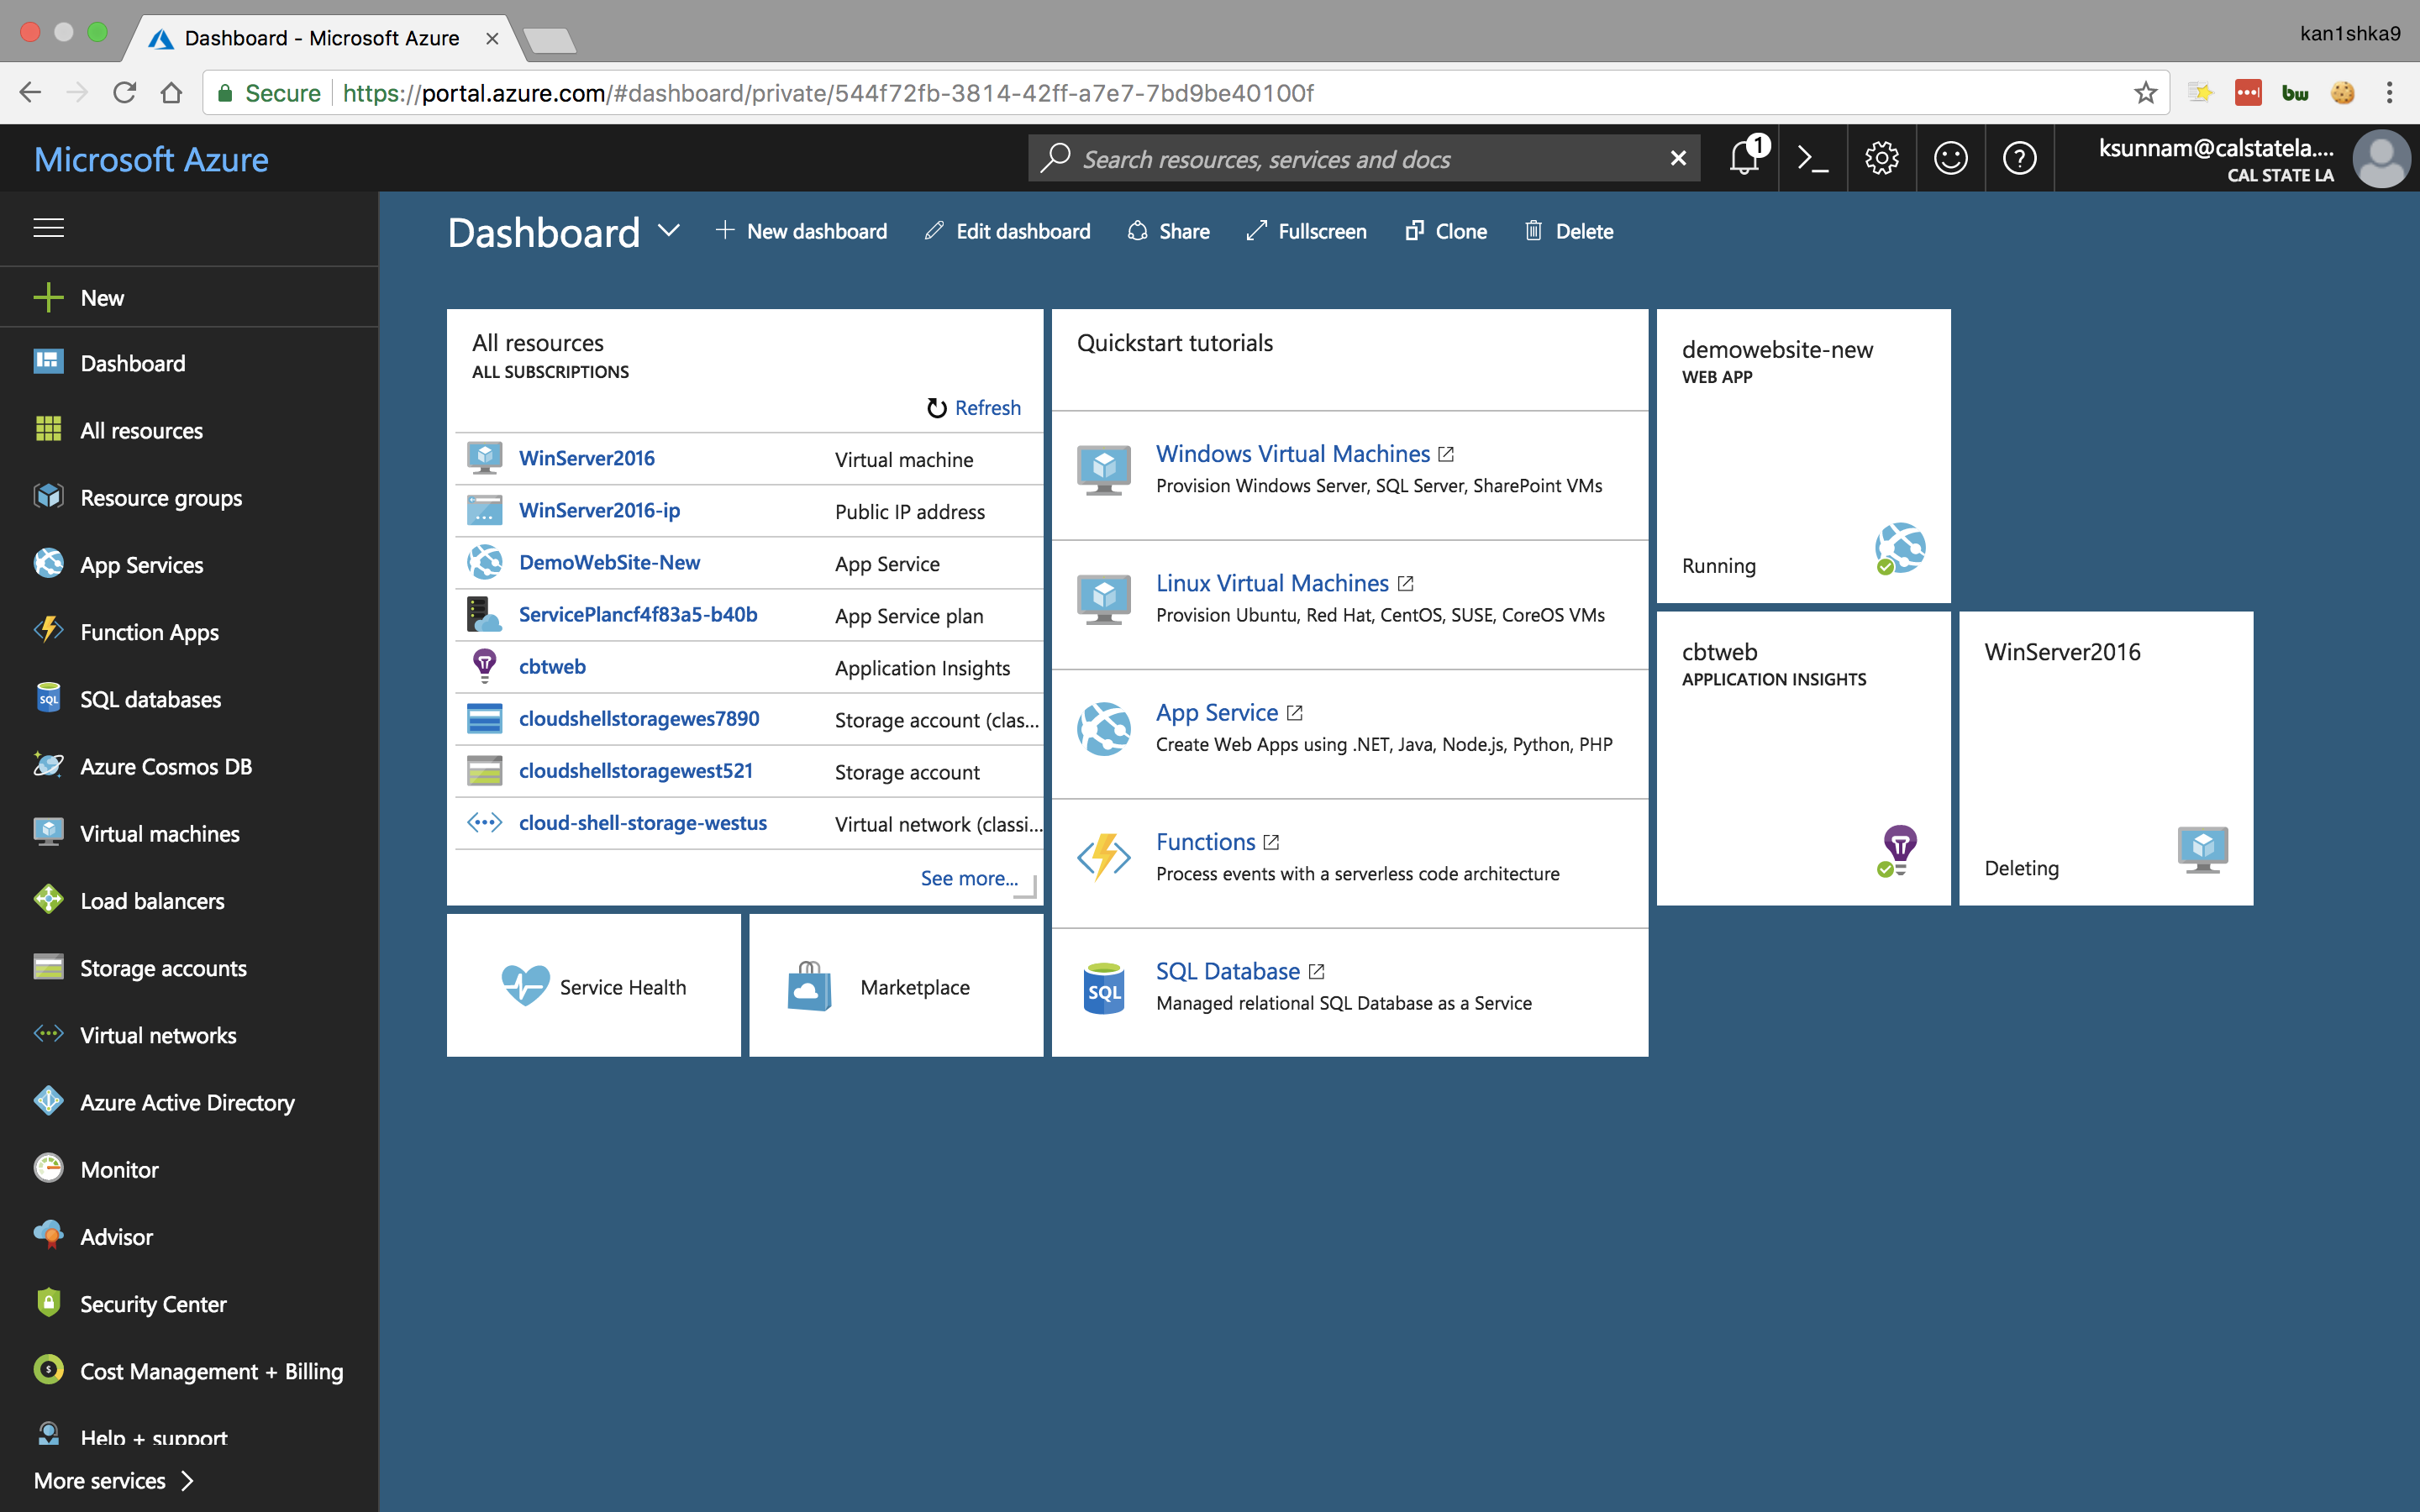 Dashboard - Microsoft Azure
kan1shka9
Secure
https://portal.azure.com/#dashboard/private/544f72fb-3814-42ff-a7e7-7bd9be40100f
bw
Microsoft Azure
Search resources, services and docs
1
>_
?
ksunnam@calstatela....
CAL STATE LA
New
Dashboard
All resources
Resource groups
App Services
Function Apps
SQL
SQL databases
Azure Cosmos DB
Virtual machines
Load balancers
Storage accounts
Virtual networks
Azure Active Directory
Monitor
Advisor
Security Center
Cost Management + Billing
Help + support
More services
Dashboard
New dashboard
Edit dashboard
Share
Fullscreen
Clone
Delete
All resources
ALL SUBSCRIPTIONS
Refresh
WinServer2016 Virtual machine
WinServer2016-ip Public IP address
DemoWebSite-New App Service
ServicePlancf4f83a5-b40b App Service plan
cbtweb Application Insights
cloudshellstoragewes7890 Storage account (clas...
cloudshellstoragewest521 Storage account
cloud-shell-storage-westus Virtual network (classi...
See more...
Service Health
Marketplace
Quickstart tutorials
Windows Virtual Machines
Provision Windows Server, SQL Server, SharePoint VMs
Linux Virtual Machines
Provision Ubuntu, Red Hat, CentOS, SUSE, CoreOS VMs
App Service
Create Web Apps using .NET, Java, Node.js, Python, PHP
Functions
Process events with a serverless code architecture
SQL
SQL Database
Managed relational SQL Database as a Service
demowebsite-new
WEB APP
Running
cbtweb
APPLICATION INSIGHTS
WinServer2016
Deleting